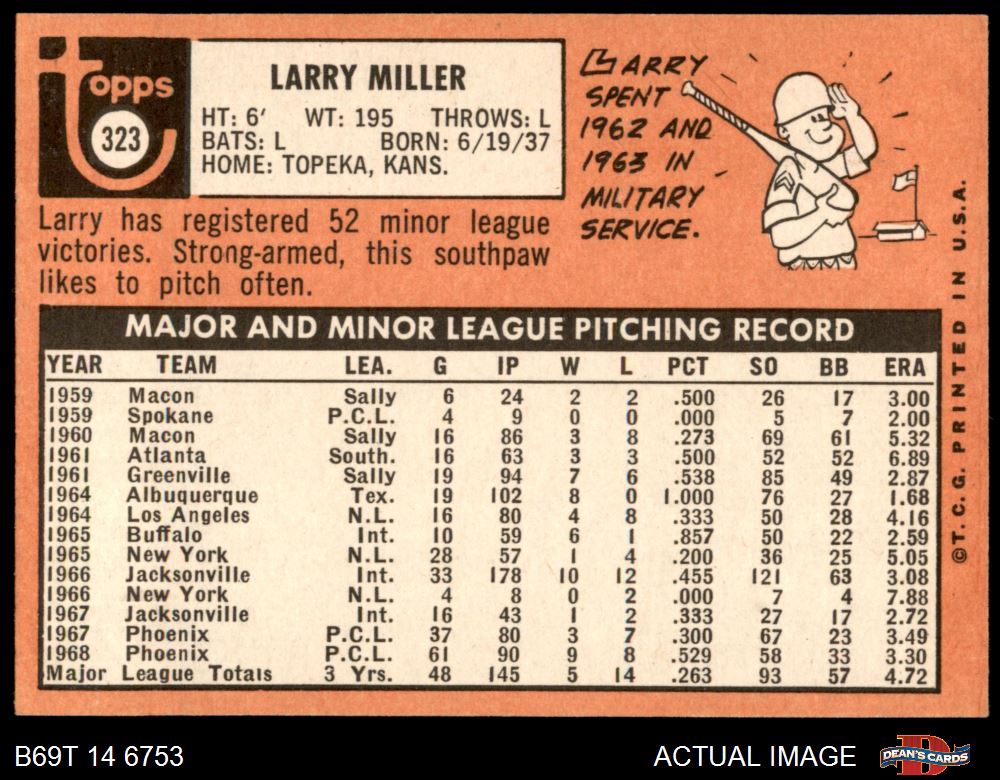 topps
323
LARRY MILLER
HT: 6' WT: 195 THROWS: L
BATS: L BORN: 6/19/37
HOME: TOPEKA, KANS.
Larry has registered 52 minor league
victories. Strong-armed, this southpaw
likes to pitch often.
LARRY
SPENT
1962 AND
1963 IN
MILITARY
SERVICE.
MAJOR AND MINOR LEAGUE PITCHING RECORD
YEAR TEAM LEA. G IP W L PCT SO BB ERA
1959 Macon Sally 6 24 2 2 .500 26 17 3.00
1959 Spokane P.C.L. 4 9 0 0 .000 5 7 2.00
1960 Macon Sally 16 86 3 8 .273 69 61 5.32
1961 Atlanta South. 16 63 3 3 .500 52 52 6.89
1961 Greenville Sally 19 94 7 6 .538 85 49 2.87
1964 Albuquerque Tex. 19 102 8 0 1.000 76 27 1.68
1964 Los Angeles N.L. 16 80 4 8 .333 50 28 4.16
1965 Buffalo Int. 10 59 6 1 .857 50 22 2.59
1965 New York N.L. 28 57 1 4 .200 36 25 5.05
1966 Jacksonville Int. 33 178 10 12 .455 121 63 3.08
1966 New York N.L. 4 8 0 2 .000 7 4 7.88
1967 Jacksonville Int. 16 43 1 2 .333 27 17 2.72
1967 Phoenix P.C.L. 37 80 3 7 .300 67 23 3.49
1968 Phoenix P.C.L. 61 90 9 8 .529 58 33 3.30
Major League Totals 3 Yrs. 48 145 5 14 .263 93 57 4.72
©T.C.G. PRINTED IN U.S.A.
B69T 14 6753
ACTUAL IMAGE
DEAN'S CARDS